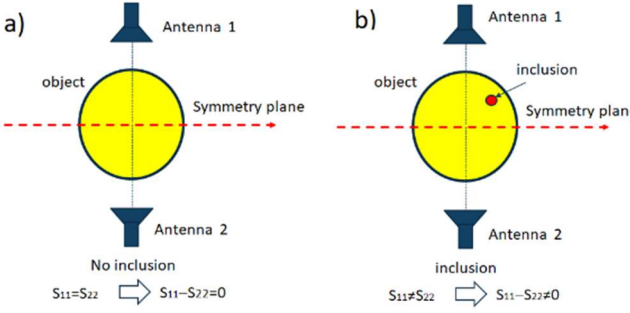 a)
Antenna 1
object
Symmetry plane
Antenna 2
No inclusion
S₁₁=S₂₂ S₁₁−S₂₂=0
b)
Antenna 1
inclusion
object
Symmetry plan
Antenna 2
inclusion
S₁₁≠S₂₂ S₁₁−S₂₂≠0